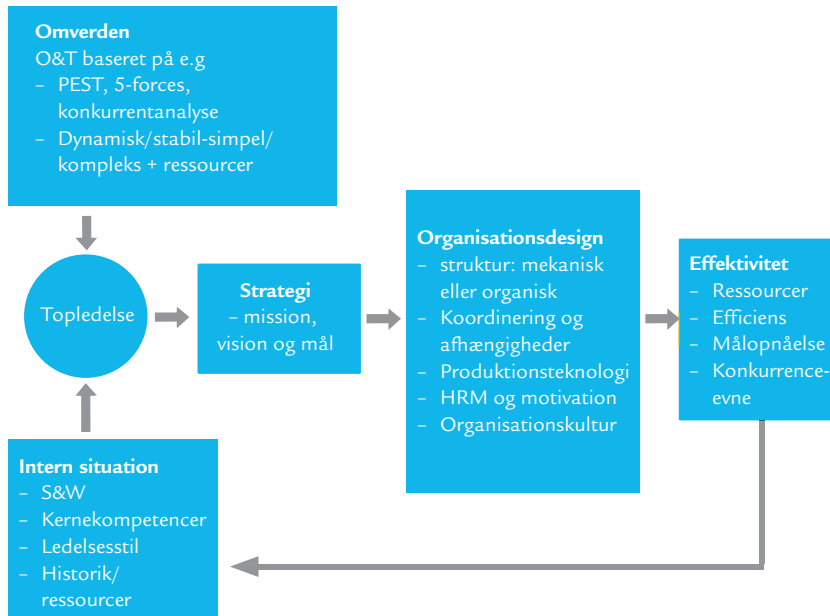 Omverden
O&T baseret på e.g
– PEST, 5-forces,
konkurrentanalyse
– Dynamisk/stabil-simpel/
kompleks + ressourcer
Topledelse
Strategi
– mission,
vision og mål
Organisationsdesign
– struktur: mekanisk
eller organisk
– Koordinering og
afhængigheder
– Produktionsteknologi
– HRM og motivation
– Organisationskultur
Effektivitet
– Ressourcer
– Efficiens
– Målopnåelse
– Konkurrence-
evne
Intern situation
– S&W
– Kernekompetencer
– Ledelsesstil
– Historik/
ressourcer